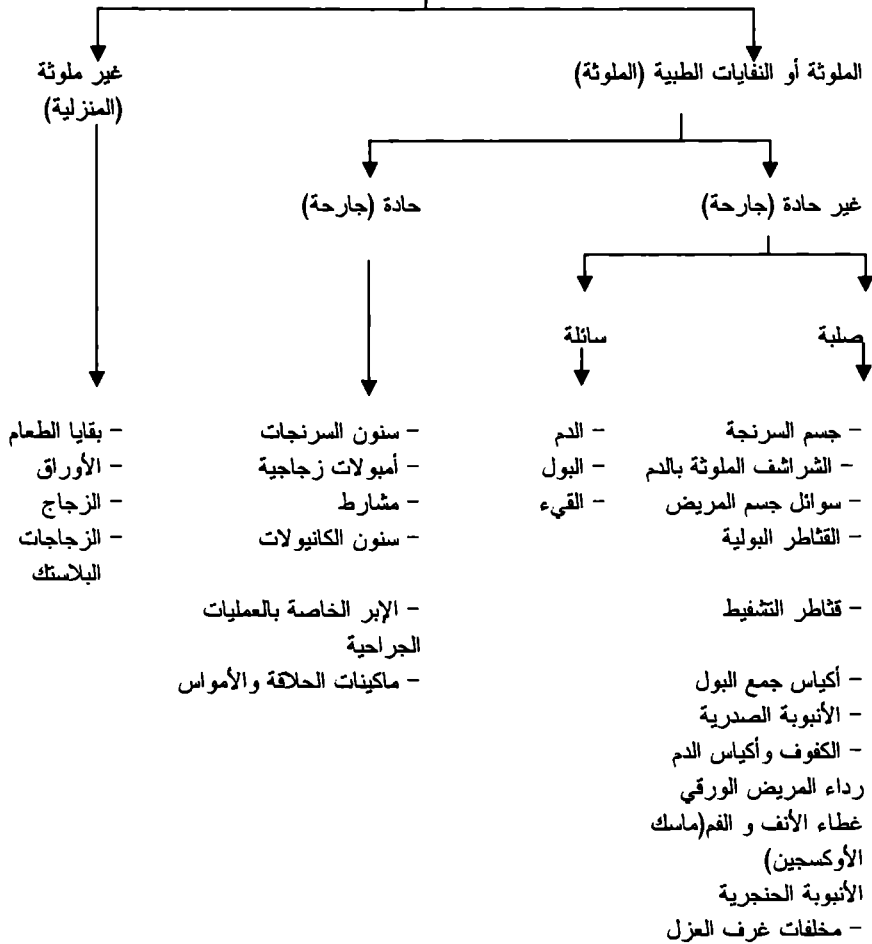 الملوثة أو النفايات الطبية (الملوثة)
غير ملوثة
(المنزلية)
غير حادة (جارحة)
حادة (جارحة)
صلبة
سائلة
– جسم السرنجة
– الشراشف الملوثة بالدم
– سوائل جسم المريض
– القثاطر البولية
– قثاطر التشفيط
– أكياس جمع البول
– الأنبوبة الصدرية
– الكفوف وأكياس الدم
رداء المريض الورقي
غطاء الأنف و الفم(ماسك
الأوكسجين)
الأنبوبة الحنجرية
– مخلفات غرف العزل
– الدم
– البول
– القيء
– سنون السرنجات
– أمبولات زجاجية
– مشارط
– سنون الكانيولات
– الإبر الخاصة بالعمليات
الجراحية
– ماكينات الحلاقة والأمواس
– بقايا الطعام
– الأوراق
– الزجاج
– الزجاجات
البلاستك